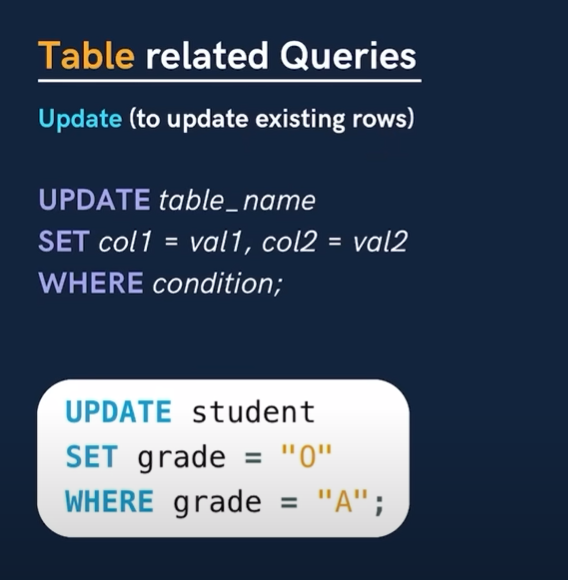 Table related Queries
Update (to update existing rows)
UPDATE table_name
SET col1 = val1, col2 = val2
WHERE condition;
UPDATE student
SET grade = "O"
WHERE grade = "A";